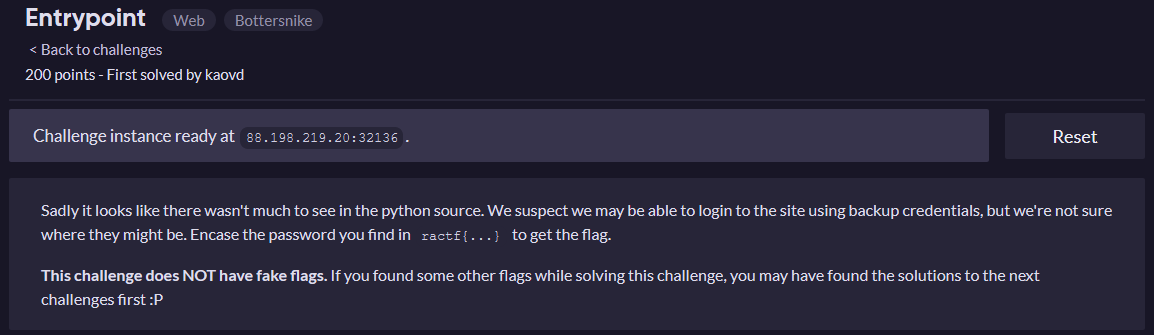 Entrypoint Web Bottersnike
< Back to challenges
200 points - First solved by kaovd
Challenge instance ready at 88.198.219.20:32136.
Reset
Sadly it looks like there wasn't much to see in the python source. We suspect we may be able to login to the site using backup credentials, but we're not sure
where they might be. Encase the password you find in ractf{...} to get the flag.
This challenge does NOT have fake flags. If you found some other flags while solving this challenge, you may have found the solutions to the next
challenges first :P